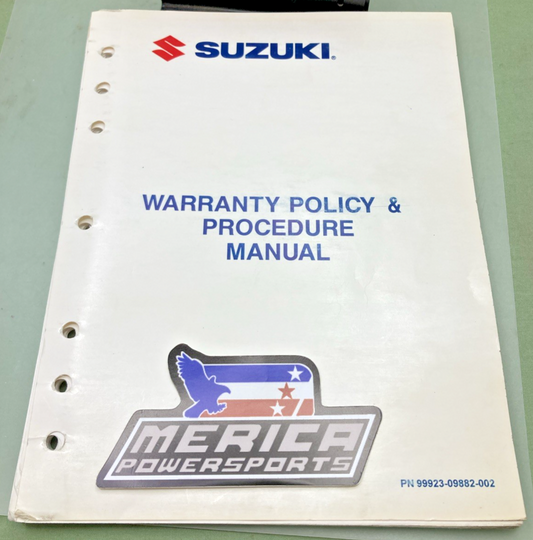 SUZUKI®
WARRANTY POLICY &
PROCEDURE
MANUAL
MERICA
POWERSPORTS
PN 99923-09882-002